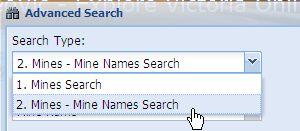 Advanced Search
Search Type:
2. Mines - Mine Names Search
1. Mines Search
2. Mines - Mine Names Search